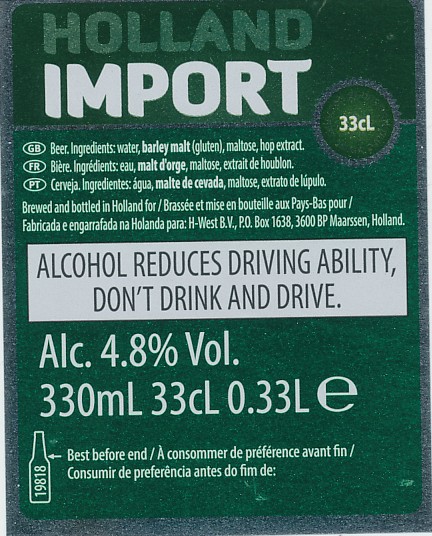 HOLLAND
IMPORT
33cL
GB Beer. Ingredients: water, barley malt (gluten), maltose, hop extract.
FR Bière. Ingrédients: eau, malt d'orge, maltose, extrait de houblon.
PT Cerveja. Ingredientes: água, malte de cevada, maltose, extrato de lúpulo.
Brewed and bottled in Holland for / Brassée et mise en bouteille aux Pays-Bas pour /
Fabricada e engarrafada na Holanda para: H-West B.V., P.O. Box 1638, 3600 BP Maarssen, Holland.
ALCOHOL REDUCES DRIVING ABILITY,
DON'T DRINK AND DRIVE.
Alc. 4.8% Vol.
330mL 33cL 0.33L e
19818
Best before end / À consommer de préférence avant fin /
Consumir de preferência antes do fim de: